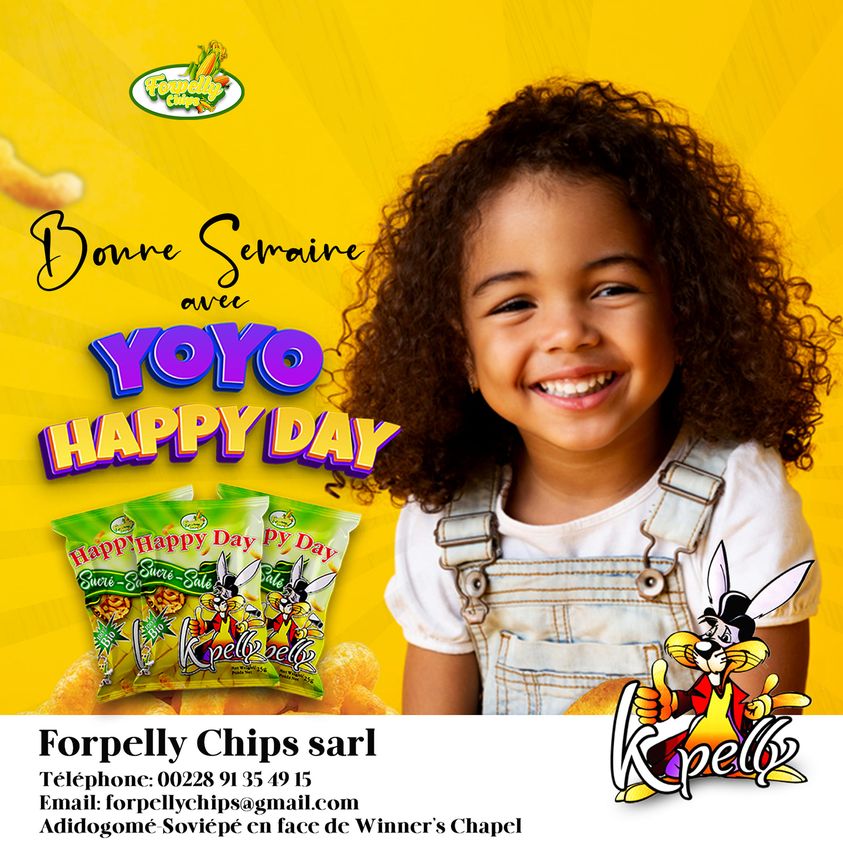 Forpelly
Chips
Bonne Semaine
avec
YOYO
HAPPY DAY
Happy Day
Sucré - Salé
Kpelly
Forpelly Chips sarl
Téléphone: 00228 91 35 49 15
Email: forpellychips@gmail.com
Adidogomé-Soviépé en face de Winner's Chapel
Kpelly